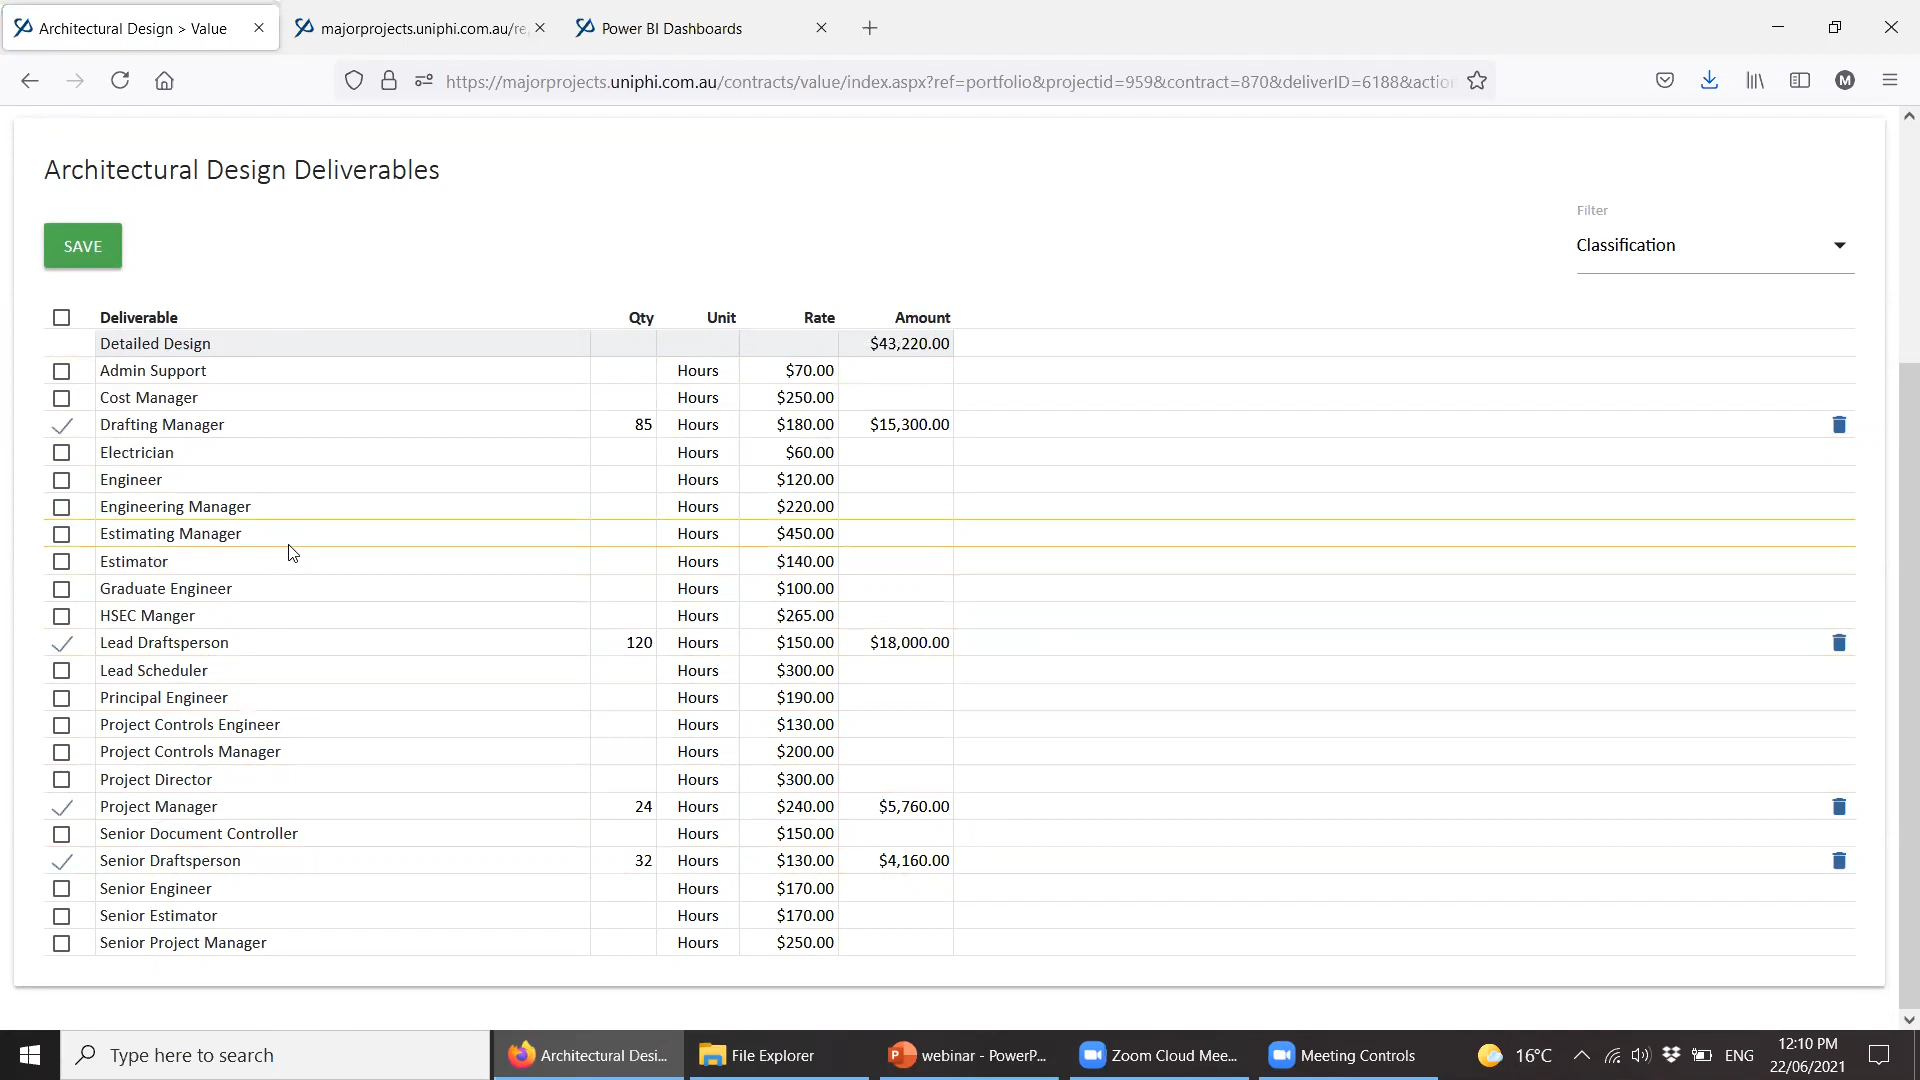 Architectural Design > Value
majorprojects.uniphi.com.au/re
Power BI Dashboards
https://majorprojects.uniphi.com.au/contracts/value/index.aspx?ref=portfolio&projectid=959&contract=870&deliverID=6188&actio
M
Architectural Design Deliverables
Filter
SAVE
Classification
Deliverable Qty Unit Rate Amount
Detailed Design $43,220.00
Admin Support Hours $70.00
Cost Manager Hours $250.00
Drafting Manager 85 Hours $180.00 $15,300.00
Electrician Hours $60.00
Engineer Hours $120.00
Engineering Manager Hours $220.00
Estimating Manager Hours $450.00
Estimator Hours $140.00
Graduate Engineer Hours $100.00
HSEC Manger Hours $265.00
Lead Draftsperson 120 Hours $150.00 $18,000.00
Lead Scheduler Hours $300.00
Principal Engineer Hours $190.00
Project Controls Engineer Hours $130.00
Project Controls Manager Hours $200.00
Project Director Hours $300.00
Project Manager 24 Hours $240.00 $5,760.00
Senior Document Controller Hours $150.00
Senior Draftsperson 32 Hours $130.00 $4,160.00
Senior Engineer Hours $170.00
Senior Estimator Hours $170.00
Senior Project Manager Hours $250.00
Type here to search
Architectural Desi...
File Explorer
webinar - PowerP...
Zoom Cloud Mee...
Meeting Controls
16°C
ENG
12:10 PM
22/06/2021